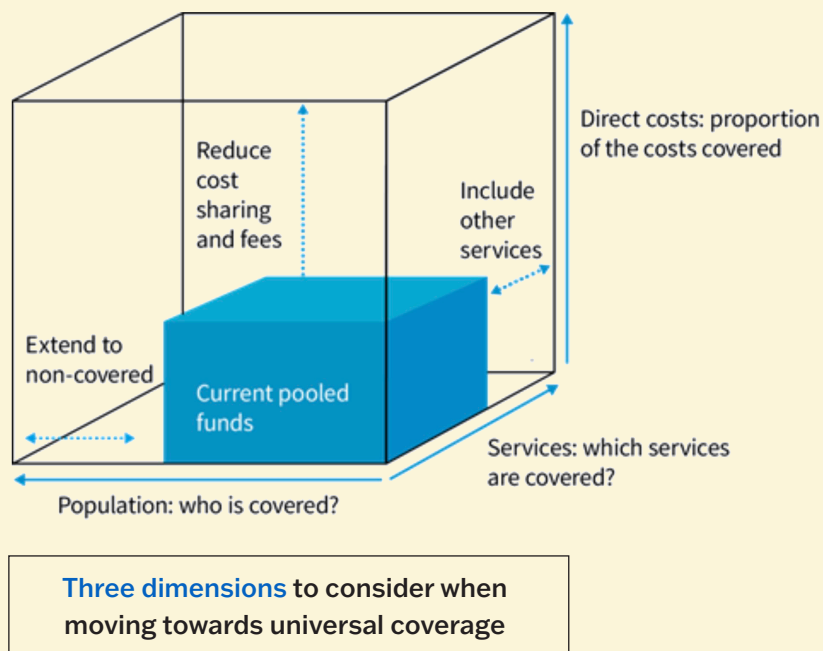 Direct costs: proportion
of the costs covered
Reduce
cost
sharing
and fees
Include
other
services
Extend to
non-covered
Current pooled
funds
Services: which services
are covered?
Population: who is covered?
Three dimensions to consider when
moving towards universal coverage